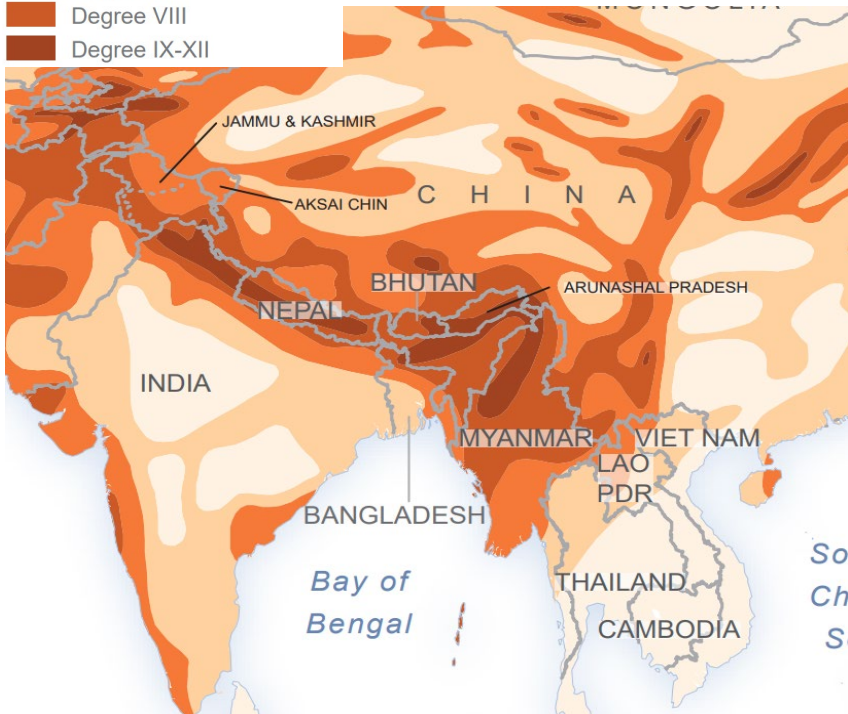 Degree VIII
Degree IX-XII
JAMMU & KASHMIR
AKSAI CHIN
CHINA
BHUTAN
ARUNASHAL PRADESH
NEPAL
INDIA
MYANMAR
VIET NAM
LAO
PDR
BANGLADESH
Bay of
Bengal
THAILAND
CAMBODIA